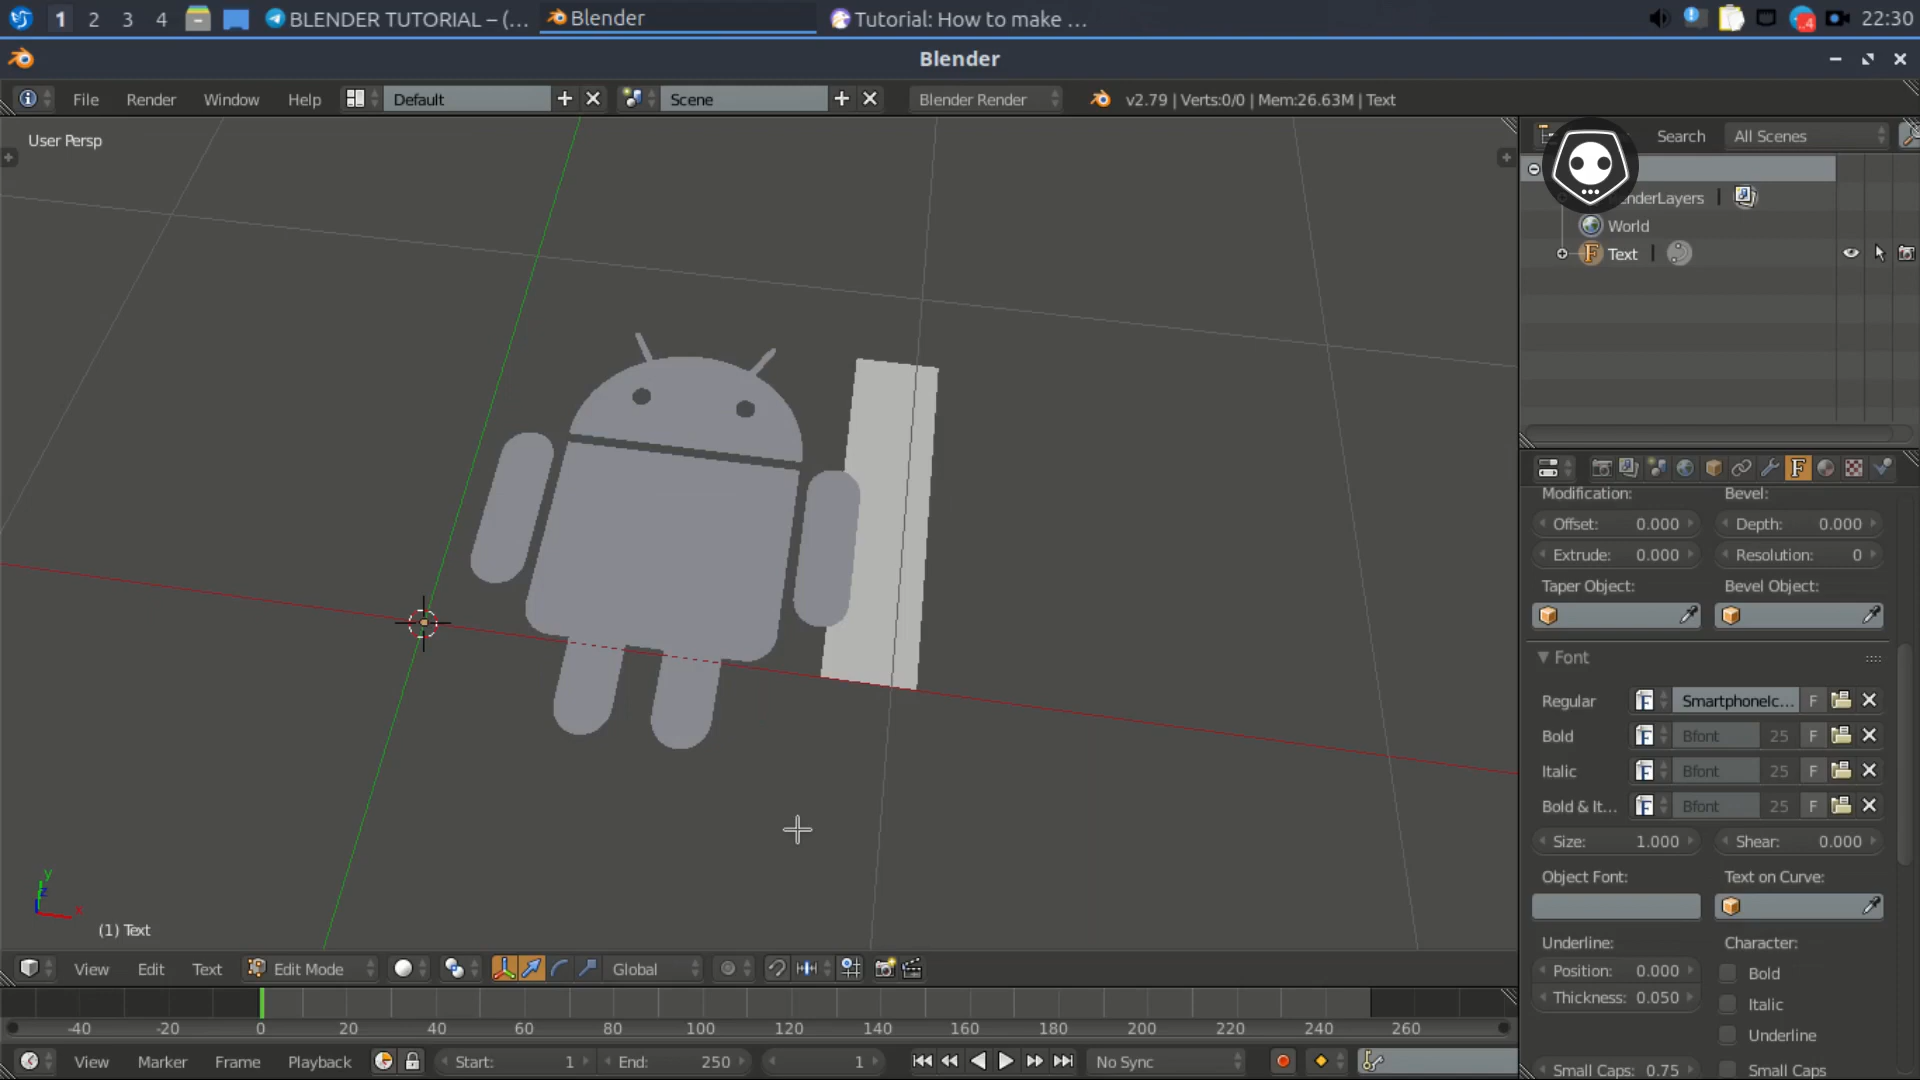 1 2 3 4 BLENDER TUTORIAL – (... Blender Tutorial: How to make ... 4 22:30
Blender
File Render Window Help Default Scene Blender Render v2.79 | Verts:0/0 | Mem:26.63M | Text
User Persp
Search All Scenes
nderLayers
World
F Text
Modification: Bevel:
Offset: 0.000 Depth: 0.000
Extrude: 0.000 Resolution: 0
Taper Object: Bevel Object:
Font
Regular F SmartphoneIc... F
Bold F Bfont 25 F
Italic F Bfont 25 F
Bold & It... F Bfont 25 F
Size: 1.000 Shear: 0.000
Object Font: Text on Curve:
Underline: Character:
Position: 0.000 Bold
Thickness: 0.050 Italic
Underline
Small Caps: 0.75 Small Caps
y
z
x
(1) Text
View Edit Text Edit Mode Global
-40 -20 0 20 40 60 80 100 120 140 160 180 200 220 240 260
View Marker Frame Playback Start: 1 End: 250 1 No Sync